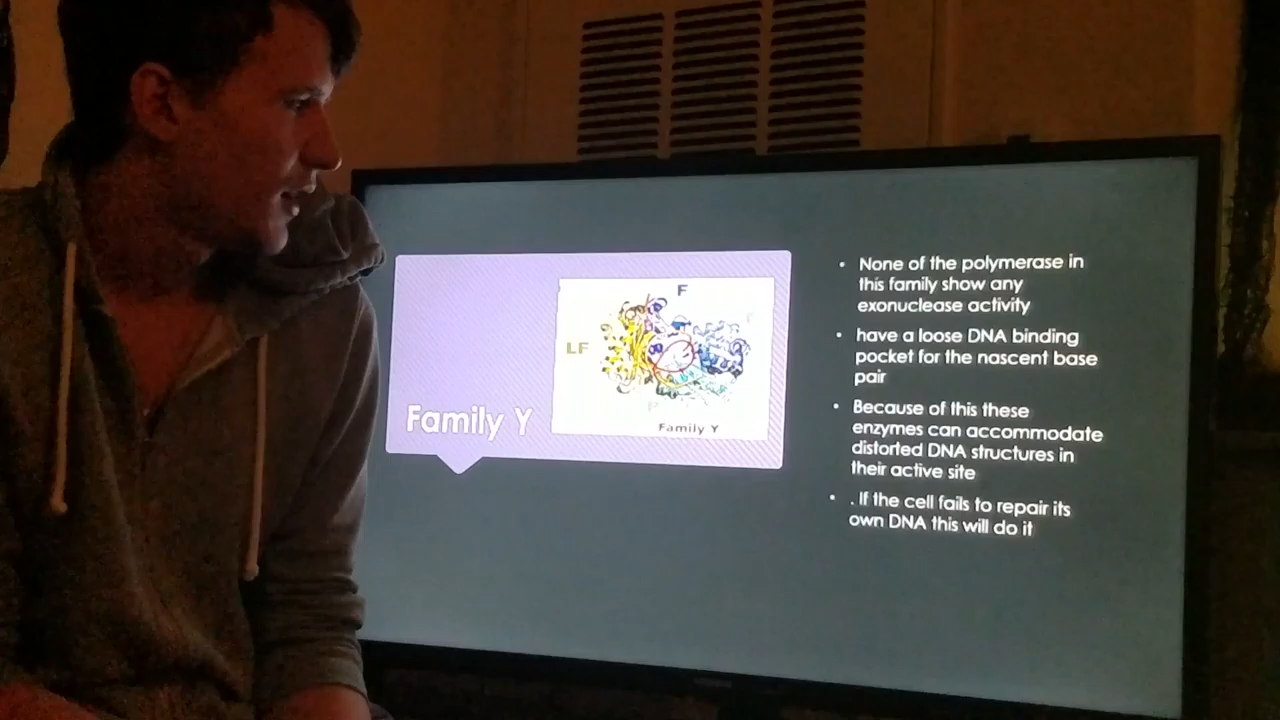 F
LF
Family Y
Family Y
• None of the polymerase in
this family show any
exonuclease activity
• have a loose DNA binding
pocket for the nascent base
pair
• Because of this these
enzymes can accommodate
distorted DNA structures in
their active site
• . If the cell fails to repair its
own DNA this will do it